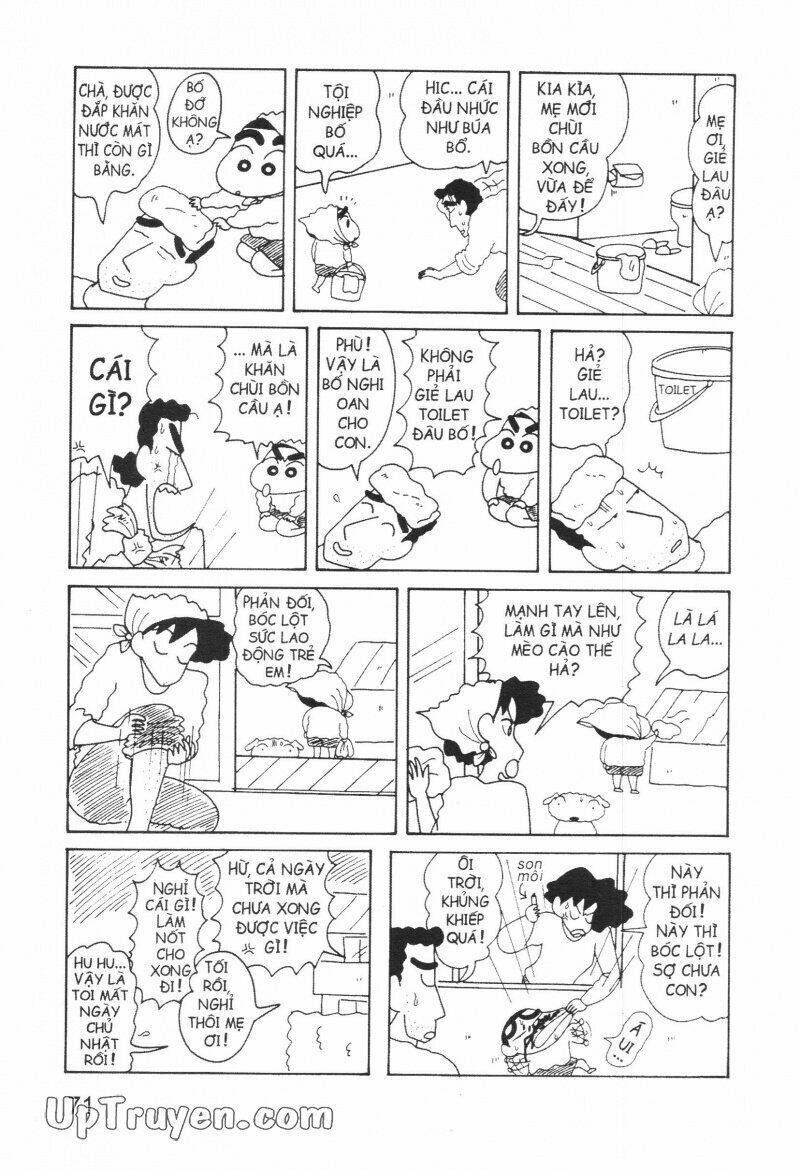 MẸ
ƠI,
GIẺ
LAU
ĐÂU
Ạ?
KIA KÌA,
MẸ MỚI
CHÙI
BỒN CẦU
XONG,
VỪA ĐỂ
ĐẤY!
HIC... CÁI
ĐẦU NHỨC
NHƯ BÚA
BỔ.
TỘI
NGHIỆP
BỐ
QUÁ...
BỐ
ĐỠ
KHÔNG
Ạ?
CHÀ, ĐƯỢC
ĐẮP KHĂN
NƯỚC MÁT
THÌ CÒN GÌ
BẰNG.
TOILET
HẢ?
GIẺ
LAU...
TOILET?
KHÔNG
PHẢI
GIẺ LAU
TOILET
ĐÂU BỐ!
PHÙ!
VẬY LÀ
BỐ NGHI
OAN
CHO
CON.
... MÀ LÀ
KHĂN
CHÙI BỒN
CẦU Ạ!
CÁI
GÌ?
LÀ LÁ
LA LA...
MẠNH TAY LÊN,
LÀM GÌ MÀ NHƯ
MÈO CÀO THẾ
HẢ?
PHẢN ĐỐI,
BÓC LỘT
SỨC LAO
ĐỘNG TRẺ
EM!
NÀY
THÌ PHẢN
ĐỐI!
NÀY THÌ
BÓC LỘT!
SỢ CHƯA
CON?
son
môi
Á
UI...
ÔI
TRỜI,
KHỦNG
KHIẾP
QUÁ!
HỪ, CẢ NGÀY
TRỜI MÀ
CHƯA XONG
ĐƯỢC VIỆC
GÌ!
TỐI
RỒI,
NGHỈ
THÔI MẸ
ƠI!
NGHỈ
CÁI GÌ!
LÀM
NỐT
CHO
XONG
ĐI!
HU HU...
VẬY LÀ
TOI MẤT
NGÀY
CHỦ
NHẬT
RỒI!
71
UpTruyen.com